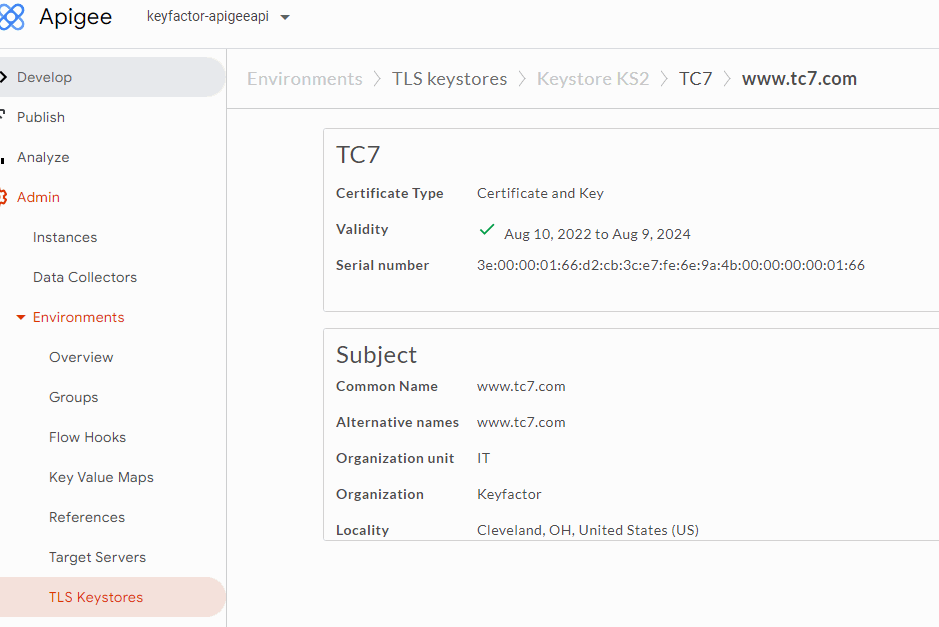 Apigee keyfactor-apigeeapi
Develop
Publish
Analyze
Admin
Instances
Data Collectors
Environments
Overview
Groups
Flow Hooks
Key Value Maps
References
Target Servers
TLS Keystores
Environments TLS keystores Keystore KS2 TC7 www.tc7.com
TC7
Certificate Type Certificate and Key
Validity Aug 10, 2022 to Aug 9, 2024
Serial number 3e:00:00:01:66:d2:cb:3c:e7:fe:6e:9a:4b:00:00:00:00:01:66
Subject
Common Name www.tc7.com
Alternative names www.tc7.com
Organization unit IT
Organization Keyfactor
Locality Cleveland, OH, United States (US)